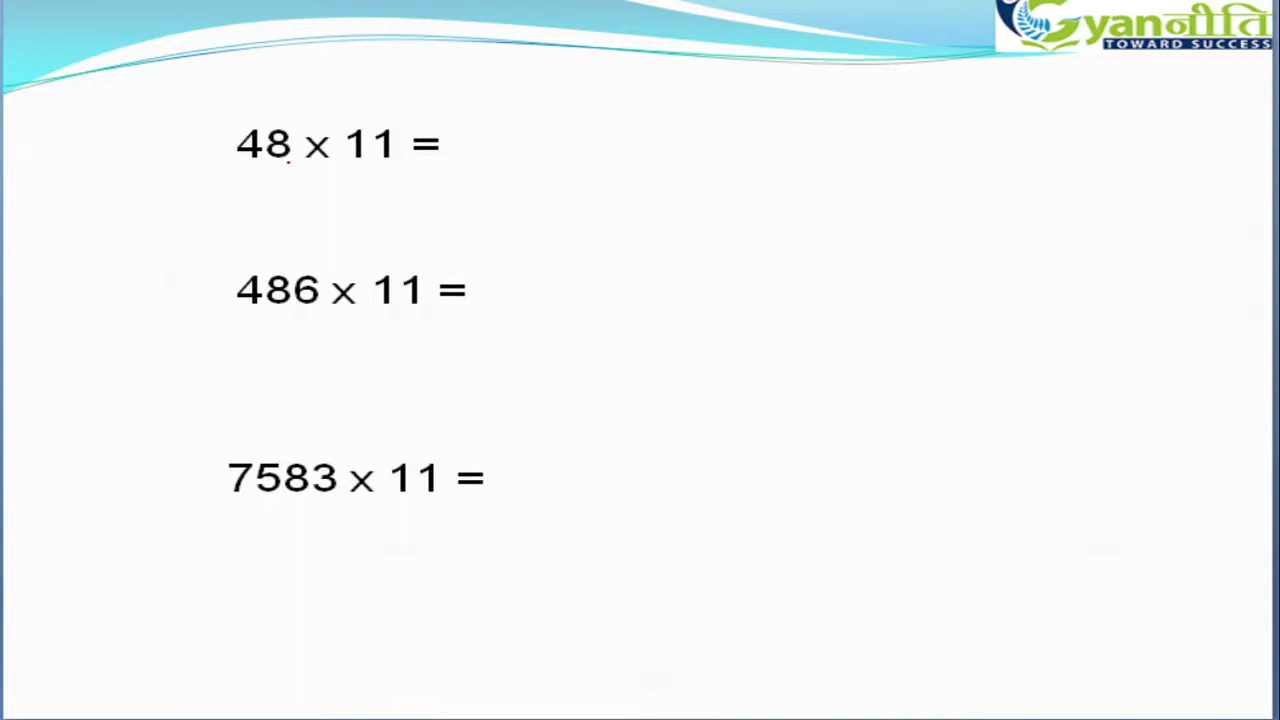 Gyanनीति
TOWARD SUCCESS
48 x 11 =
486 x 11 =
7583 x 11 =